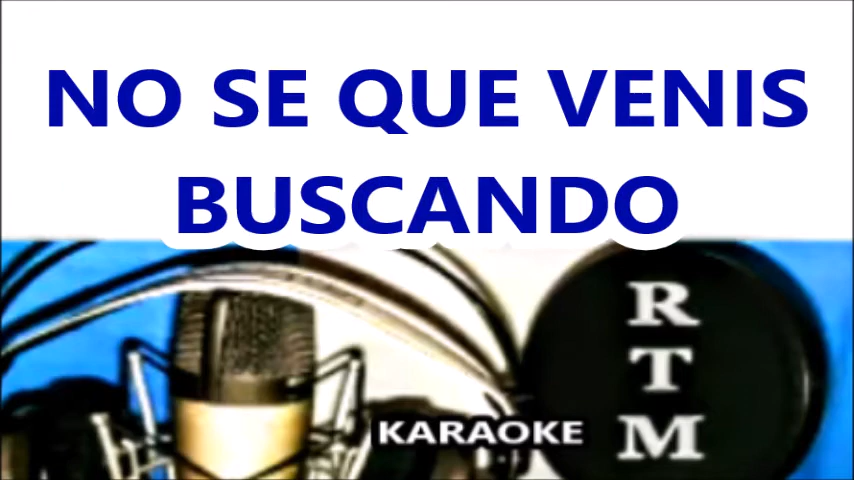 NO SE QUE VENIS
BUSCANDO
R
T
M
KARAOKE